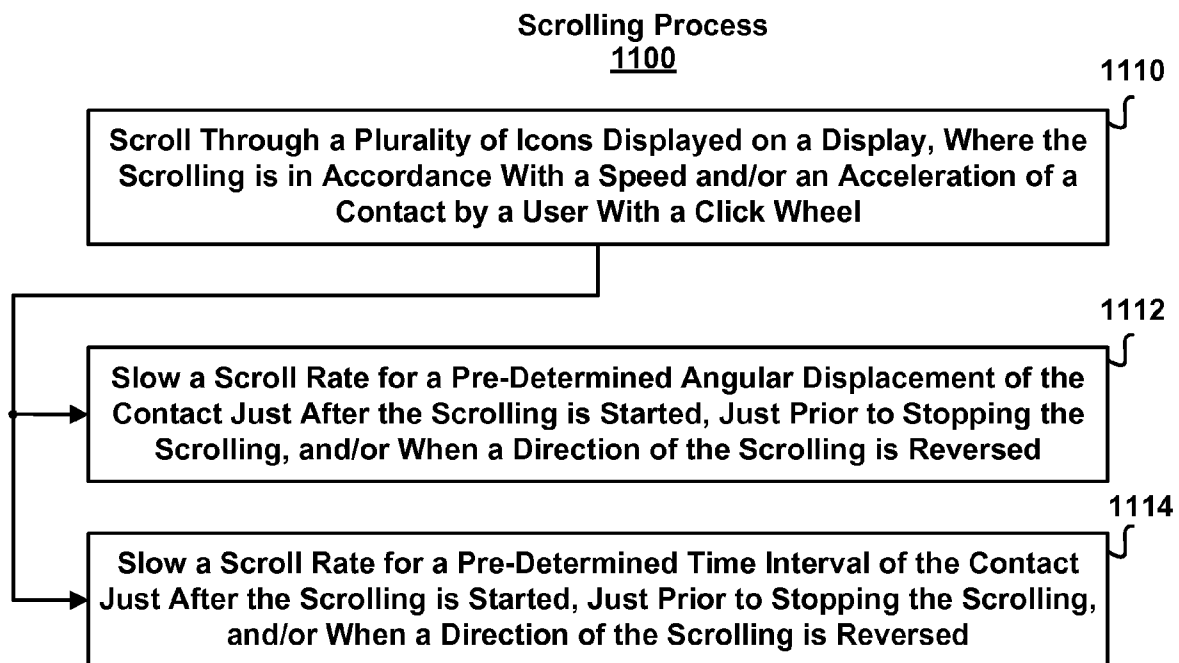 Scrolling Process
1100
1110
Scroll Through a Plurality of Icons Displayed on a Display, Where the
Scrolling is in Accordance With a Speed and/or an Acceleration of a
Contact by a User With a Click Wheel
1112
Slow a Scroll Rate for a Pre-Determined Angular Displacement of the
Contact Just After the Scrolling is Started, Just Prior to Stopping the
Scrolling, and/or When a Direction of the Scrolling is Reversed
1114
Slow a Scroll Rate for a Pre-Determined Time Interval of the Contact
Just After the Scrolling is Started, Just Prior to Stopping the Scrolling,
and/or When a Direction of the Scrolling is Reversed